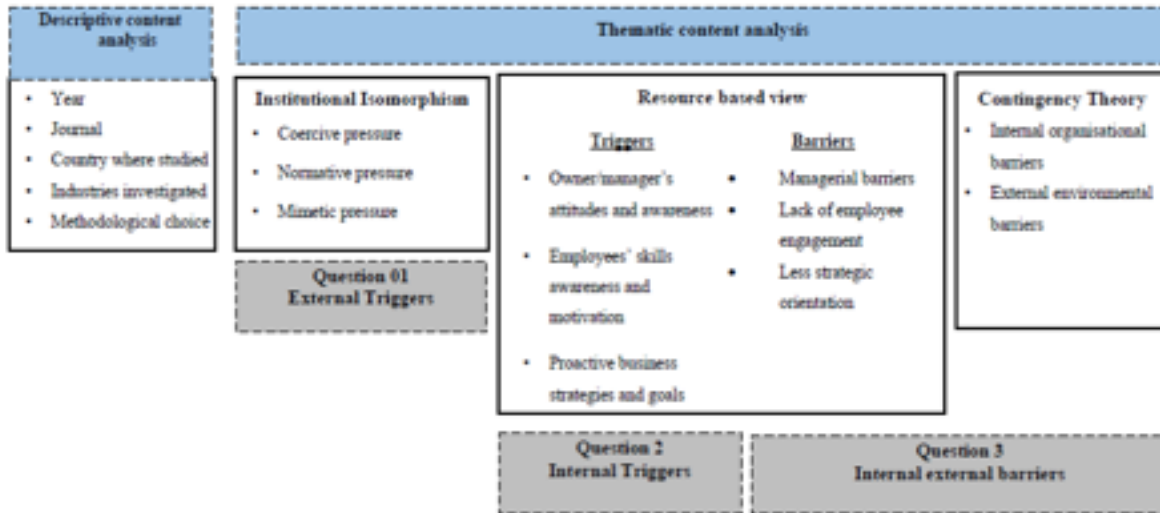 Descriptive content
analysis
Thematic content analysis
• Year
• Journal
• Country where studied
• Industries investigated
• Methodological choice
Institutional Isomorphism
• Coercive pressure
• Normative pressure
• Mimetic pressure
Question 01
External Triggers
Resource based view
Triggers
• Owner/manager's
attitudes and awareness
• Employees' skills
awareness and
motivation
• Proactive business
strategies and goals
Barriers
• Managerial barriers
• Lack of employee
engagement
• Less strategic
orientation
Contingency Theory
• Internal organisational
barriers
• External environmental
barriers
Question 2
Internal Triggers
Question 3
Internal external barriers